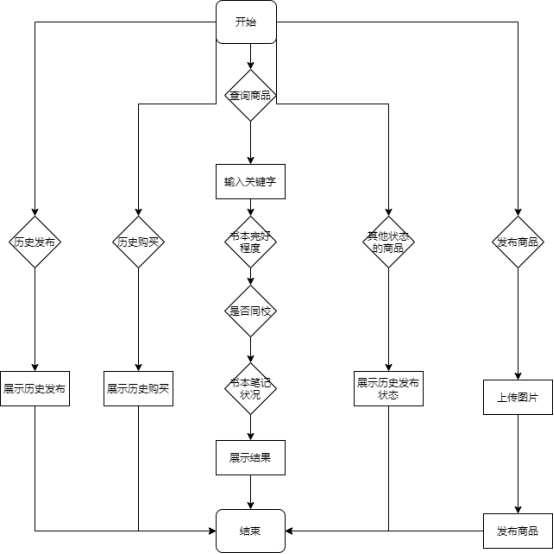 开始
查询商品
输入关键字
历史发布
历史购买
书本完好
程度
其他状态
的商品
发布商品
是否同校
展示历史发布
展示历史购买
书本笔记
状况
展示历史发布
状态
上传图片
展示结果
结束
发布商品